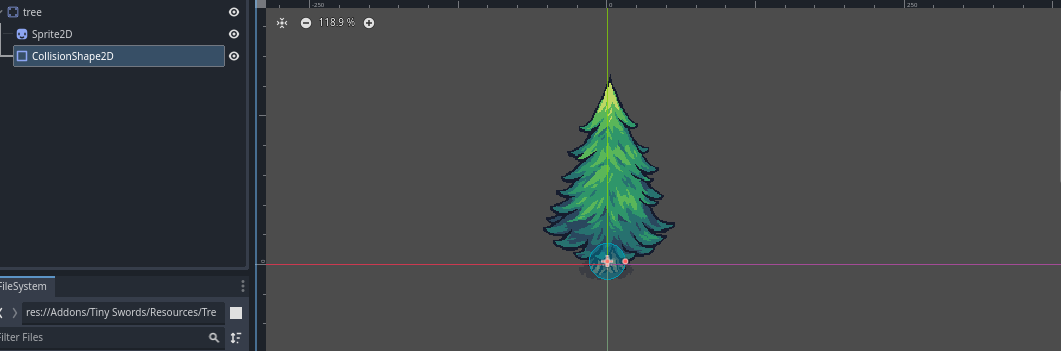 tree
Sprite2D
CollisionShape2D
FileSystem
res://Addons/Tiny Swords/Resources/Tre
Filter Files
-250
0
250
118.9 %
0